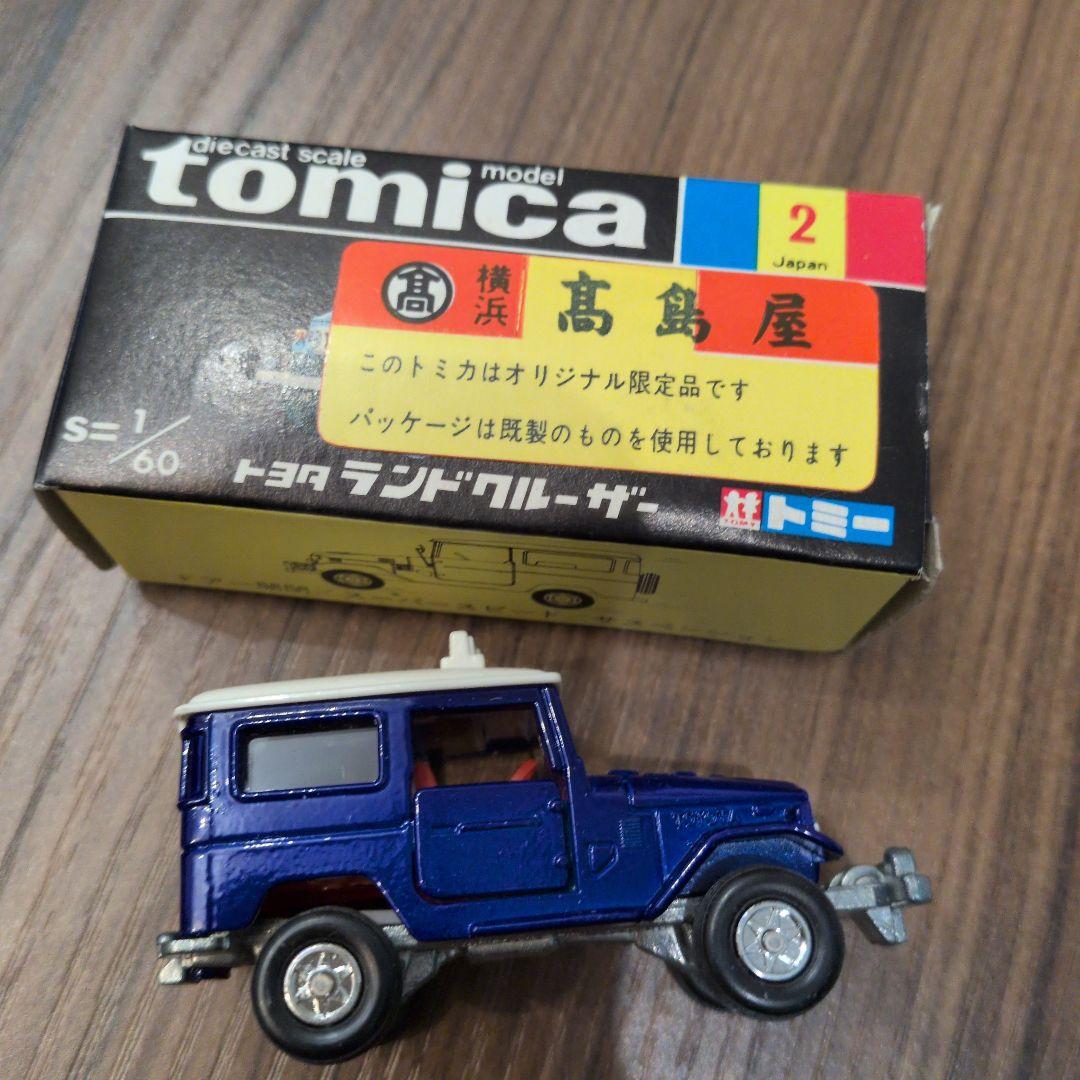 diecast scale model
tomica
2
Japan
髙 横浜 髙島屋
このトミカはオリジナル限定品です
パッケージは既製のものを使用しております
S=1/60
トヨタ ランドクルーザー
TOMY トミー